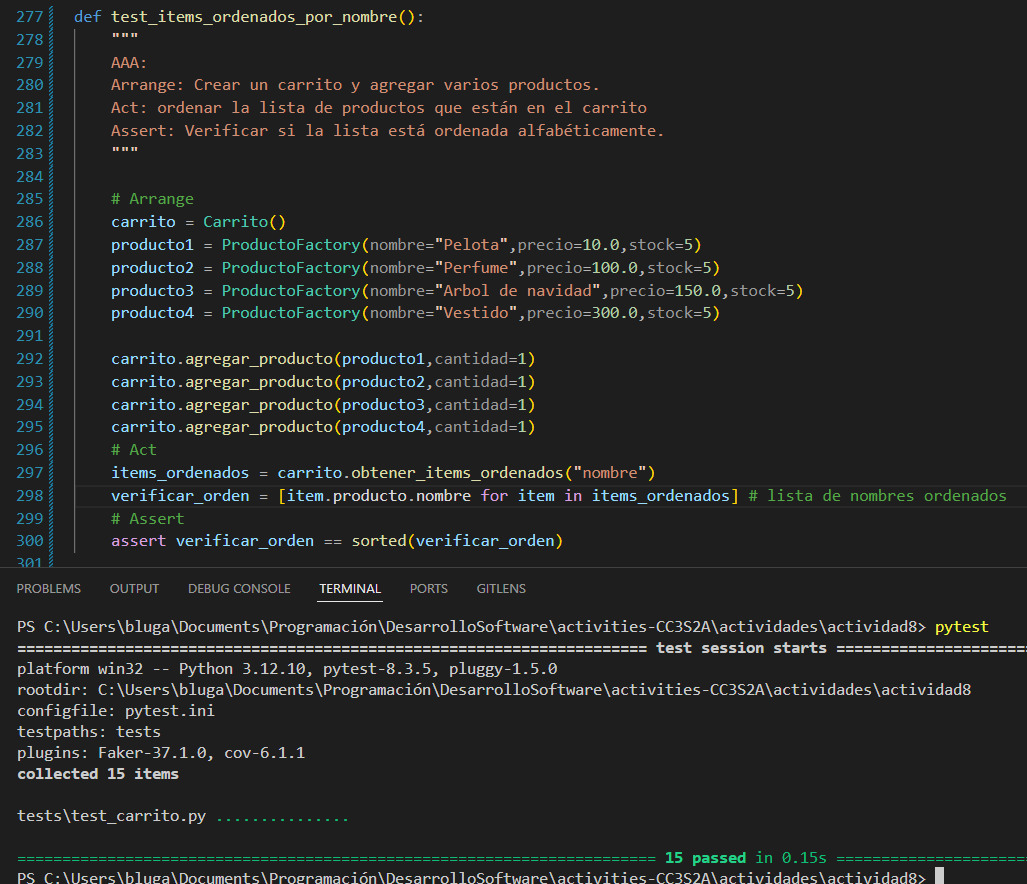 277 def test_items_ordenados_por_nombre():
278 """
279 AAA:
280 Arrange: Crear un carrito y agregar varios productos.
281 Act: ordenar la lista de productos que están en el carrito
282 Assert: Verificar si la lista está ordenada alfabéticamente.
283 """
284
285 # Arrange
286 carrito = Carrito()
287 producto1 = ProductoFactory(nombre="Pelota",precio=10.0,stock=5)
288 producto2 = ProductoFactory(nombre="Perfume",precio=100.0,stock=5)
289 producto3 = ProductoFactory(nombre="Arbol de navidad",precio=150.0,stock=5)
290 producto4 = ProductoFactory(nombre="Vestido",precio=300.0,stock=5)
291
292 carrito.agregar_producto(producto1,cantidad=1)
293 carrito.agregar_producto(producto2,cantidad=1)
294 carrito.agregar_producto(producto3,cantidad=1)
295 carrito.agregar_producto(producto4,cantidad=1)
296 # Act
297 items_ordenados = carrito.obtener_items_ordenados("nombre")
298 verificar_orden = [item.producto.nombre for item in items_ordenados] # lista de nombres ordenados
299 # Assert
300 assert verificar_orden == sorted(verificar_orden)
301
PROBLEMS OUTPUT DEBUG CONSOLE TERMINAL PORTS GITLENS
PS C:\Users\bluga\Documents\Programación\DesarrolloSoftware\activities-CC3S2A\actividades\actividad8> pytest
==================================================================== test session starts =====================
platform win32 -- Python 3.12.10, pytest-8.3.5, pluggy-1.5.0
rootdir: C:\Users\bluga\Documents\Programación\DesarrolloSoftware\activities-CC3S2A\actividades\actividad8
configfile: pytest.ini
testpaths: tests
plugins: Faker-37.1.0, cov-6.1.1
collected 15 items
tests\test_carrito.py ...............
===================================================================== 15 passed in 0.15s =====================
PS C:\Users\bluga\Documents\Programación\DesarrolloSoftware\activities-CC3S2A\actividades\actividad8>